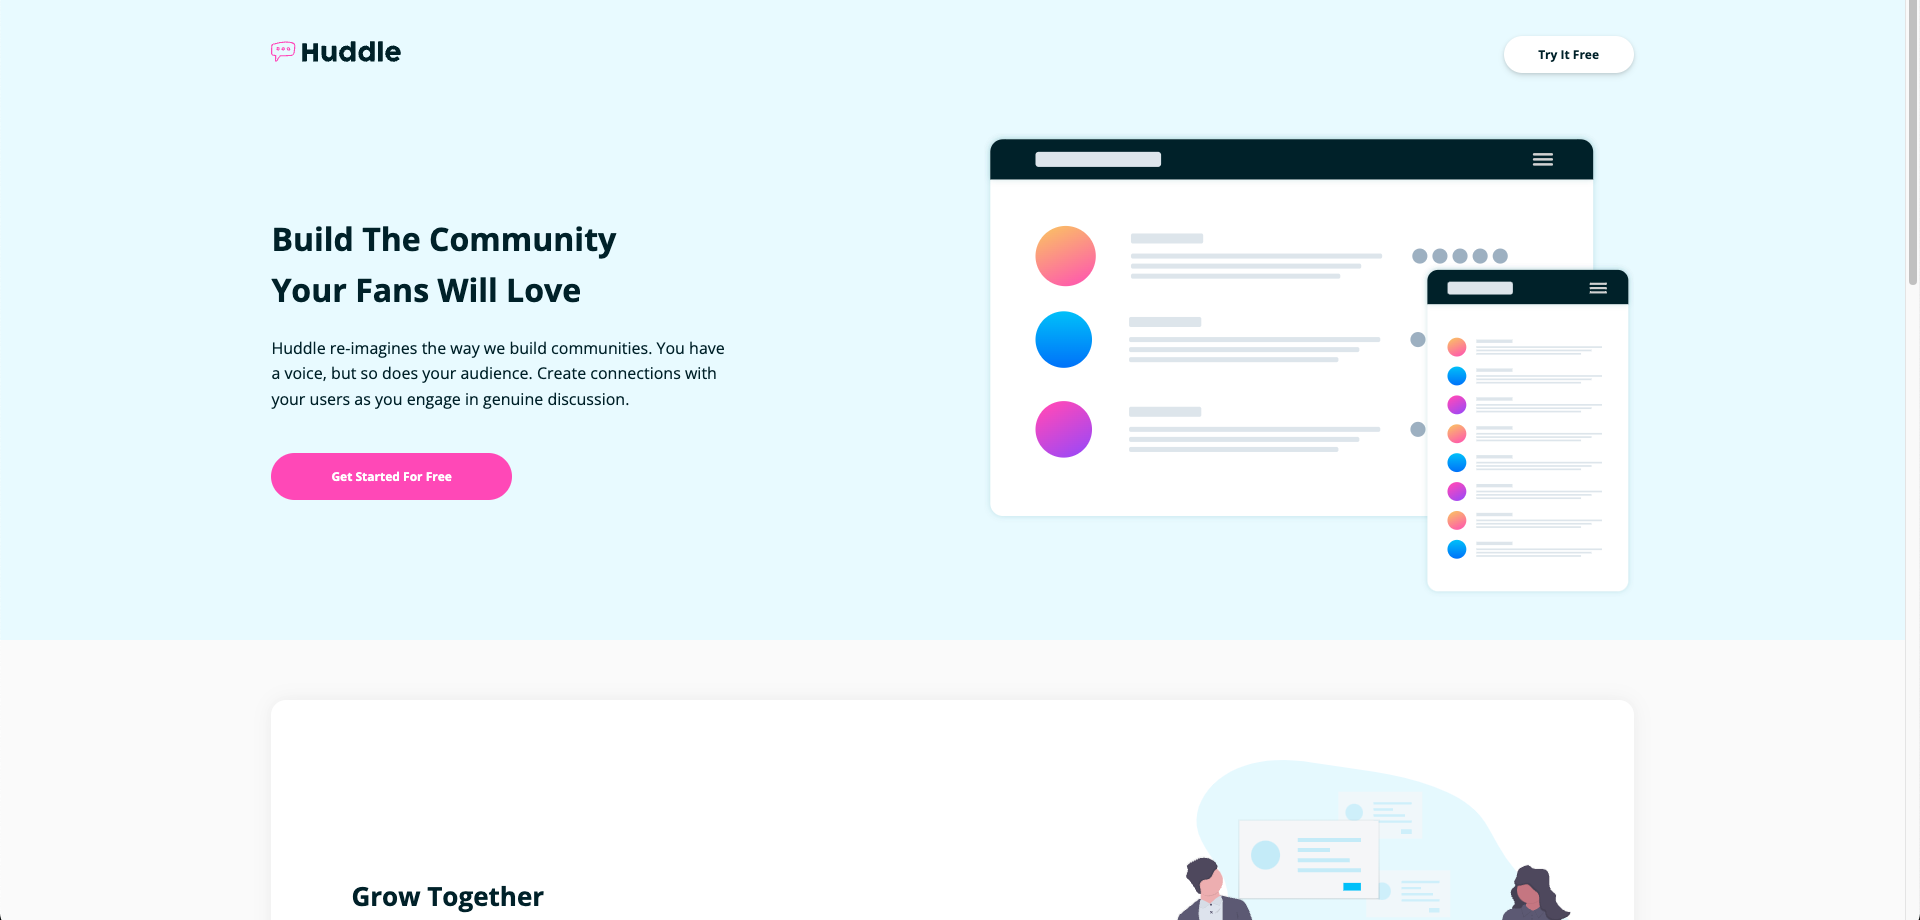 Huddle
Try It Free
Build The Community
Your Fans Will Love
Huddle re-imagines the way we build communities. You have
a voice, but so does your audience. Create connections with
your users as you engage in genuine discussion.
Get Started For Free
Grow Together